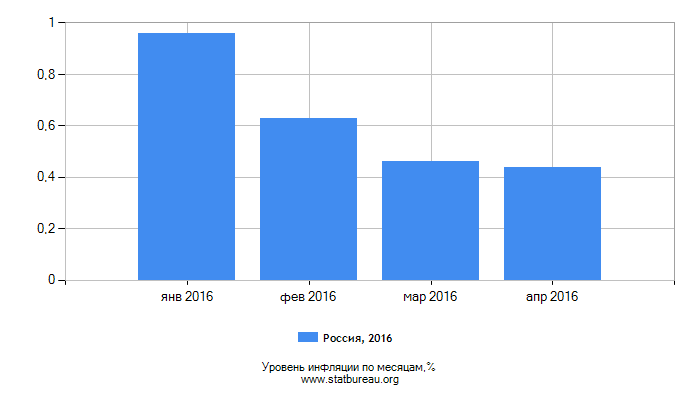 1
0,8
0,6
0,4
0,2
0
янв 2016 фев 2016 мар 2016 апр 2016
Россия, 2016
Уровень инфляции по месяцам,%
www.statbureau.org